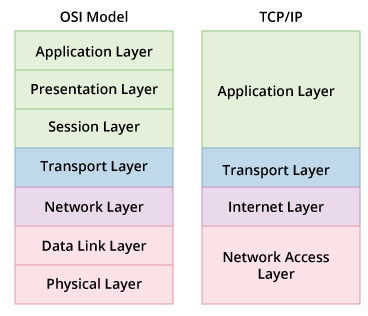 OSI Model
Application Layer
Presentation Layer
Session Layer
Transport Layer
Network Layer
Data Link Layer
Physical Layer
TCP/IP
Application Layer
Transport Layer
Internet Layer
Network Access
Layer